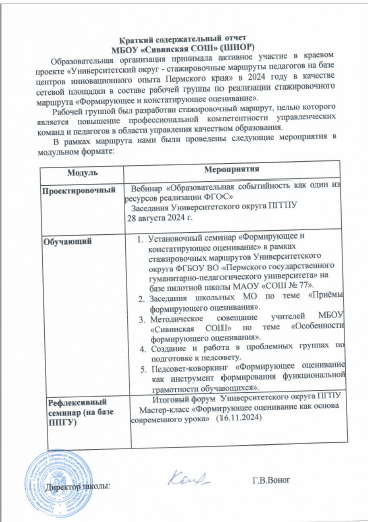 Краткий содержательный отчет
МБОУ «Сивинская СОШ» (ШНОР)
Образовательная организация принимала активное участие в краевом
проекте «Университетский округ - стажировочные маршруты педагогов на базе
центров инновационного опыта Пермского края» в 2024 году в качестве
сетевой площадки в составе рабочей группы по реализации стажировочного
маршрута «Формирующее и констатирующее оценивание».
Рабочей группой был разработан стажировочный маршрут, целью которого
является повышение профессиональной компетентности управленческих
команд и педагогов в области управления качеством образования.
В рамках маршрута нами были проведены следующие мероприятия в
модульном формате:
Модуль
Мероприятия
Проектировочный
Вебинар «Образовательная событийность как один из
ресурсов реализации ФГОС»
Заседания Университетского округа ПГГПУ
28 августа 2024 г.
Обучающий
1. Установочный семинар «Формирующее и
констатирующее оценивание» в рамках
стажировочных маршрутов Университетского
округа ФГБОУ ВО «Пермского государственного
гуманитарно-педагогического университета» на
базе пилотной школы МАОУ «СОШ № 77».
2. Заседания школьных МО по теме «Приёмы
формирующего оценивания».
3. Методическое совещание учителей МБОУ
«Сивинская СОШ» по теме «Особенности
формирующего оценивания».
4. Создание и работа в проблемных группах по
подготовке к педсовету.
5. Педсовет-коворкинг «Формирующее оценивание
как инструмент формирования функциональной
грамотности обучающихся».
Рефлексивный
семинар (на базе
ППГУ)
Итоговый форум Университетского округа ПГПУ
Мастер-класс «Формирующее оценивание как основа
современного урока» (16.11.2024)
Директор школы:
Г.В.Воног